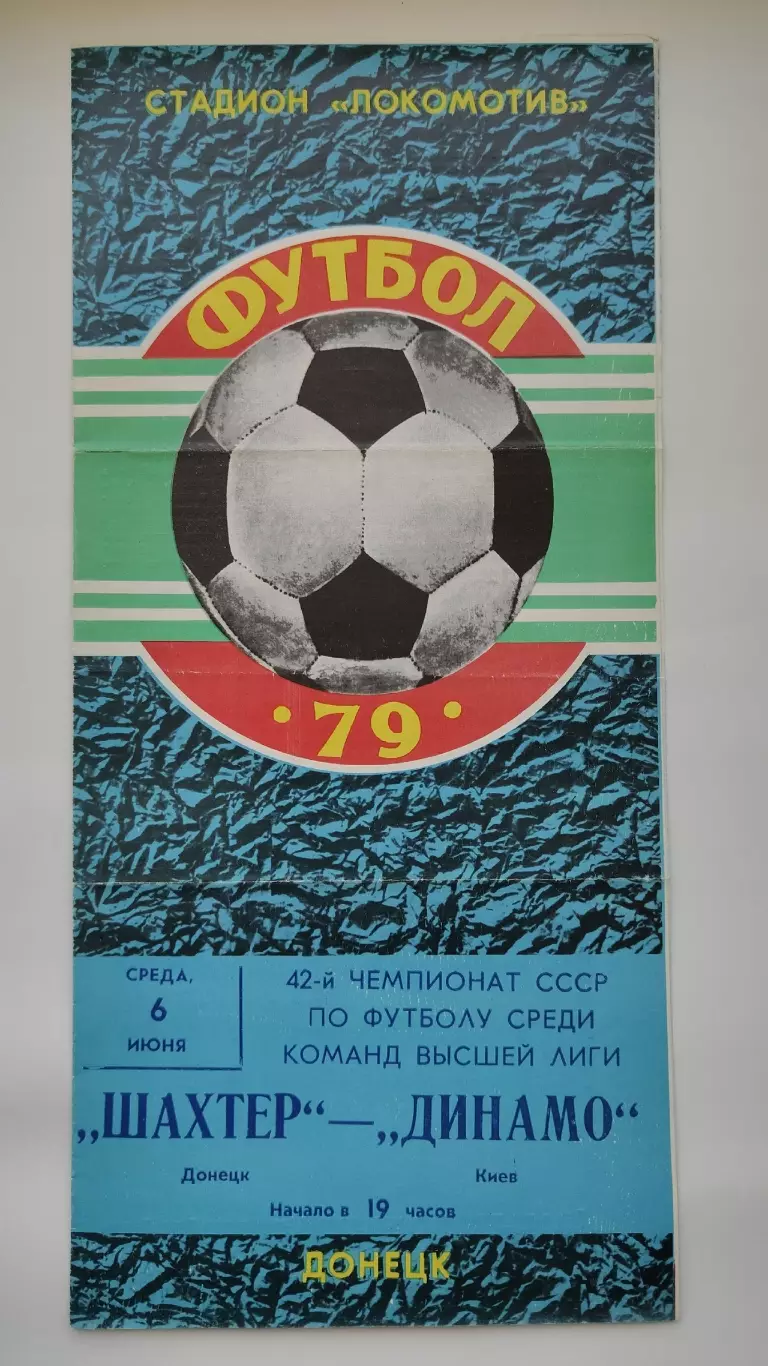 СТАДИОН «ЛОКОМОТИВ»
ФУТБОЛ
• 79 •
СРЕДА,
6
ИЮНЯ
42-й ЧЕМПИОНАТ СССР
ПО ФУТБОЛУ СРЕДИ
КОМАНД ВЫСШЕЙ ЛИГИ
„ШАХТЕР“—„ДИНАМО“
Донецк Киев
Начало в 19 часов
ДОНЕЦК